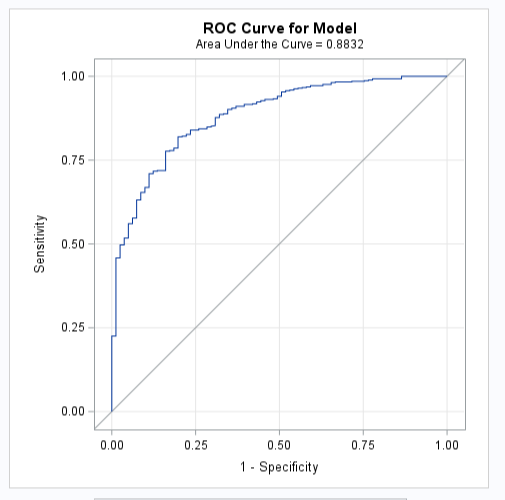 ROC Curve for Model
Area Under the Curve = 0.8832
1.00
0.75
0.50
0.25
0.00
Sensitivity
0.00 0.25 0.50 0.75 1.00
1 - Specificity